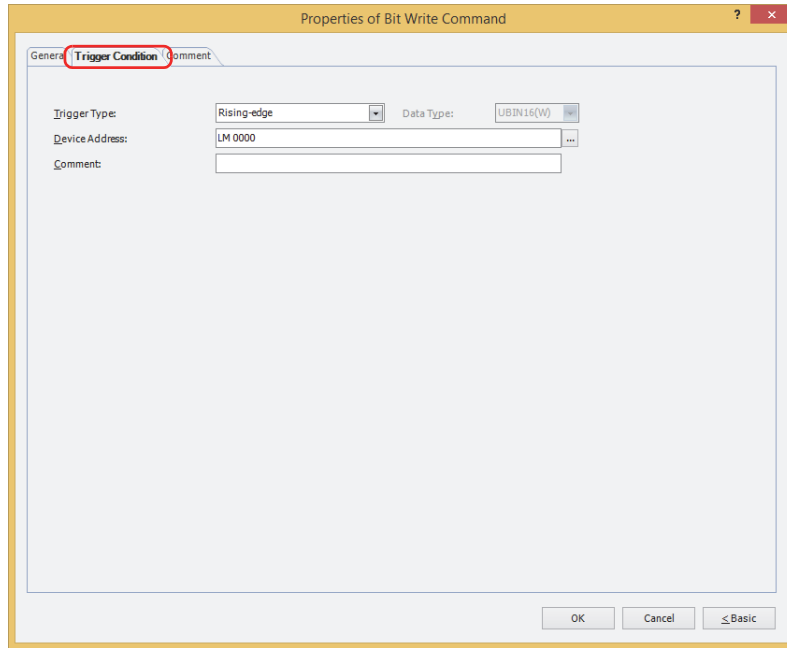 Properties of Bit Write Command
? ×
General Trigger Condition Comment
Trigger Type: Rising-edge Data Type: UBIN16(W)
Device Address: LM 0000 ...
Comment:
OK Cancel < Basic